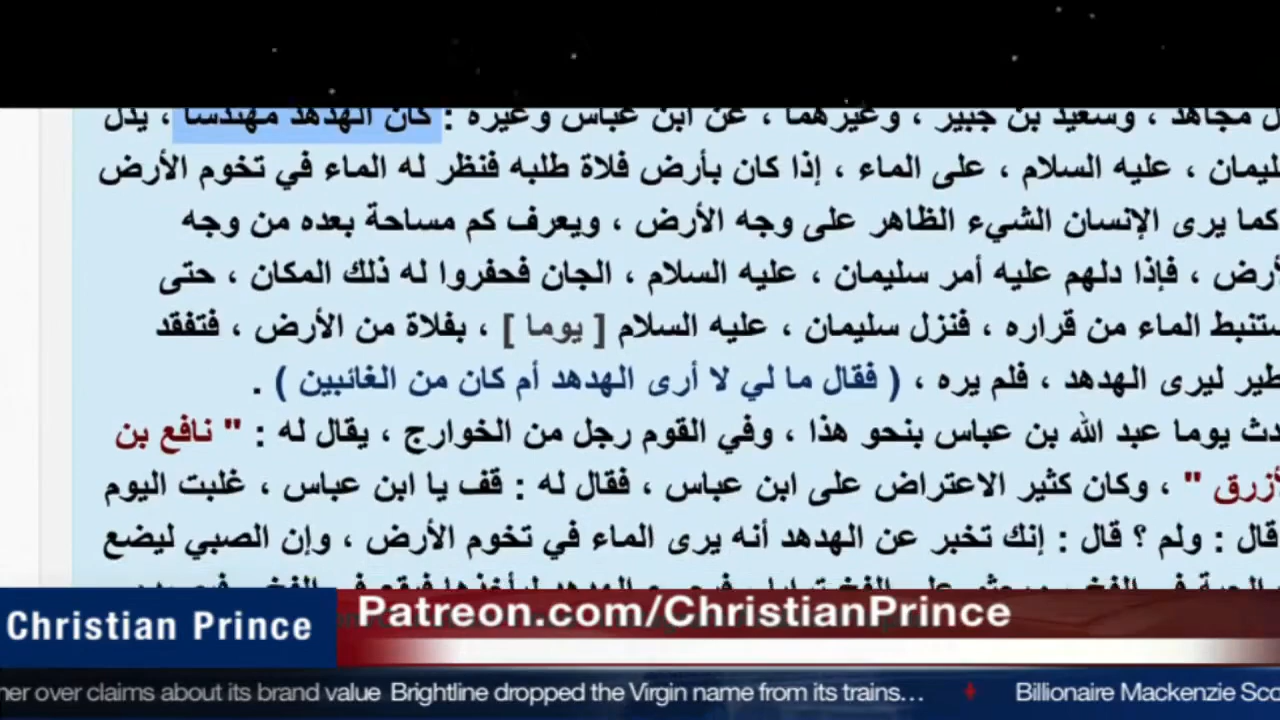 مجاهد ، وسعيد بن جبير ، وغيرهما ، عن ابن عباس وغيره : كان الهدهد مهندسا ، يدل
، عليه السلام ، على الماء ، إذا كان بأرض فلاة طلبه فنظر له الماء في تخوم الأرض
كما يرى الإنسان الشيء الظاهر على وجه الأرض ، ويعرف كم مساحة بعده من وجه
، فإذا دلهم عليه أمر سليمان ، عليه السلام ، الجان فحفروا له ذلك المكان ، حتى
الماء من قراره ، فنزل سليمان ، عليه السلام [ يوما ] ، بفلاة من الأرض ، فتفقد
ليرى الهدهد ، فلم يره ، ( فقال ما لي لا أرى الهدهد أم كان من الغائبين ) .
يوما عبد الله بن عباس بنحو هذا ، وفي القوم رجل من الخوارج ، يقال له : " نافع بن
" ، وكان كثير الاعتراض على ابن عباس ، فقال له : قف يا ابن عباس ، غلبت اليوم
قال : ولم ؟ قال : إنك تخبر عن الهدهد أنه يرى الماء في تخوم الأرض ، وإن الصبي ليضع
Christian Prince
Patreon.com/ChristianPrince
ner over claims about its brand value Brightline dropped the Virgin name from its trains… Billionaire Mackenzie Sco